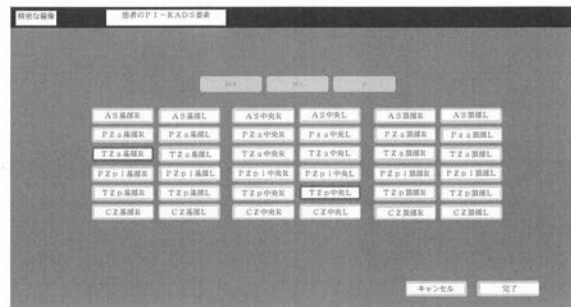 精密な撮像 患者のPI-RADS要素
AS基部R AS基部L AS中央R AS中央L AS頂部R AS頂部L
PZa基部R PZa基部L PZa中央R Pza中央L PZa頂部R Pza頂部L
TZa基部R TZa基部L TZa中央R TZa中央L TZa頂部R TZa頂部L
PZpl基部R PZpl基部L PZpl中央R PZpl中央L PZpl頂部R PZpl頂部L
TZp基部R TZp基部L TZp中央R TZp中央L TZp頂部R TZp頂部L
CZ基部R CZ基部L CZ中央R CZ中央L CZ頂部R CZ頂部L
キャンセル 完了